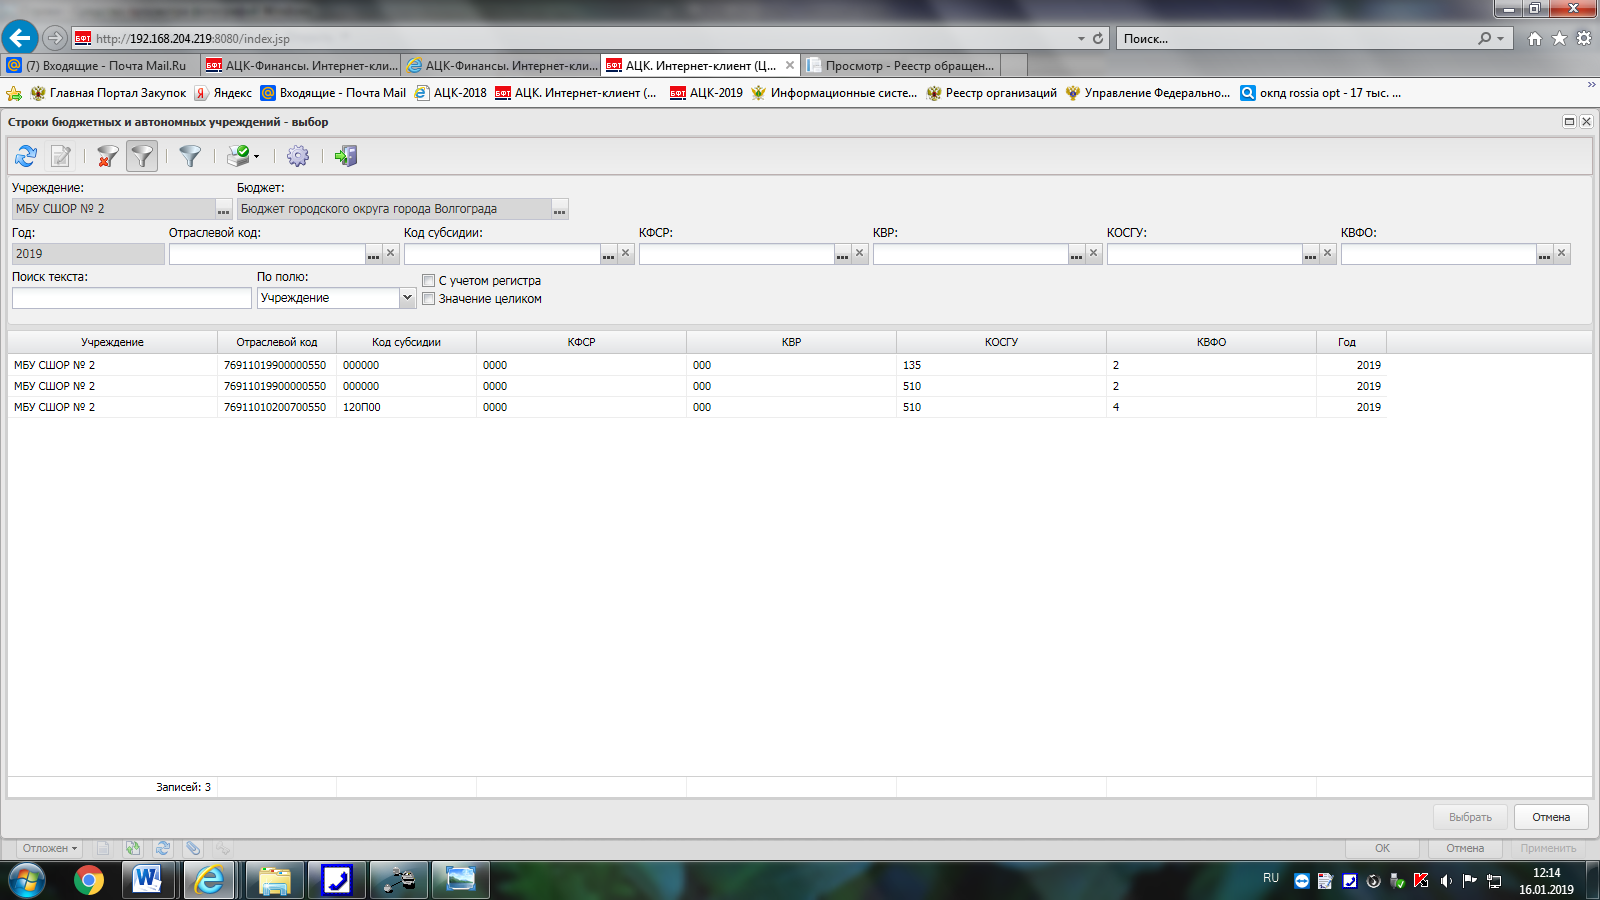 http://192.168.204.219:8080/index.jsp
Поиск...
(7) Входящие - Почта Mail.Ru
БФТ АЦК-Финансы. Интернет-кли...
АЦК-Финансы. Интернет-кли...
БФТ АЦК. Интернет-клиент (Ц...
Просмотр - Реестр обращен...
Главная Портал Закупок
Яндекс
Входящие - Почта Mail
АЦК-2018
БФТ АЦК. Интернет-клиент (...
БФТ АЦК-2019
Информационные систе...
Реестр организаций
Управление Федерально...
окпд rossia opt - 17 тыс. ...
Строки бюджетных и автономных учреждений - выбор
Учреждение: Бюджет:
МБУ СШОР № 2 ... Бюджет городского округа города Волгограда ...
Год: Отраслевой код: Код субсидии: КФСР: КВР: КОСГУ: КВФО:
2019
Поиск текста: По полю: С учетом регистра
Учреждение Значение целиком
Учреждение Отраслевой код Код субсидии КФСР КВР КОСГУ КВФО Год
МБУ СШОР № 2 76911019900000550 000000 0000 000 135 2 2019
МБУ СШОР № 2 76911019900000550 000000 0000 000 510 2 2019
МБУ СШОР № 2 76911010200700550 120П00 0000 000 510 4 2019
Записей: 3
Выбрать Отмена
Отложен ОК Отмена Применить
RU 12:14
16.01.2019